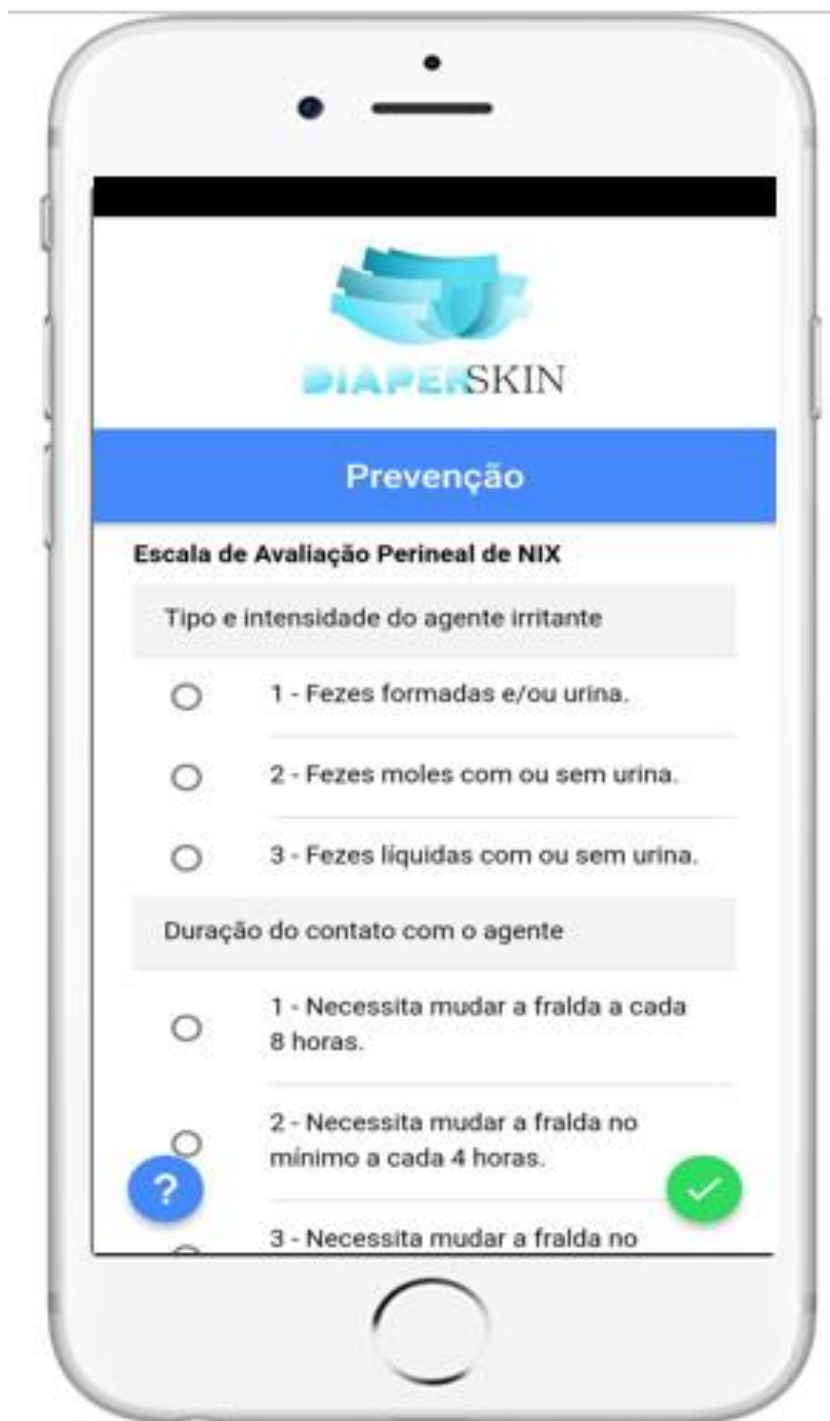 DIAPERSKIN
Prevenção
Escala de Avaliação Perineal de NIX
Tipo e intensidade do agente irritante
1 - Fezes formadas e/ou urina.
2 - Fezes moles com ou sem urina.
3 - Fezes líquidas com ou sem urina.
Duração do contato com o agente
1 - Necessita mudar a fralda a cada
8 horas.
2 - Necessita mudar a fralda no
mínimo a cada 4 horas.
?
3 - Necessita mudar a fralda no